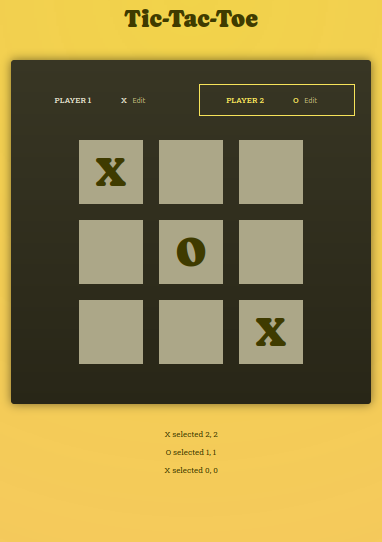 Tic-Tac-Toe
PLAYER 1 X Edit PLAYER 2 O Edit
X
O
X
X selected 2, 2
O selected 1, 1
X selected 0, 0